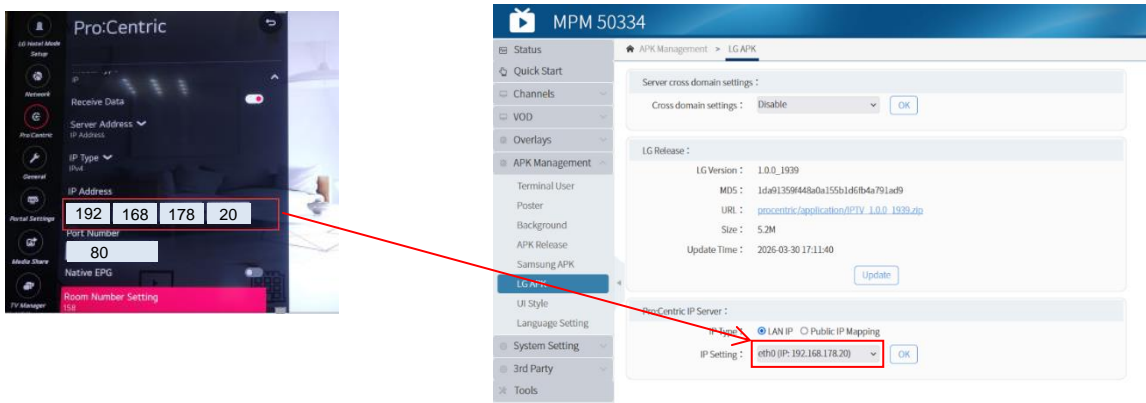 Pro:Centric
LG Hotel Mode
Setup
Network
Pro:Centric
General
Portal Settings
Media Share
TV Manager
IP
Receive Data
Server Address
IP Address
IP Type
IPv4
IP Address
192 168 178 20
Port Number
80
Native EPG
Room Number Setting
158
MPM 50334
Status
Quick Start
Channels
VOD
Overlays
APK Management
Terminal User
Poster
Background
APK Release
Samsung APK
LG APK
UI Style
Language Setting
System Setting
3rd Party
Tools
APK Management > LG APK
Server cross domain settings :
Cross domain settings : Disable OK
LG Release :
LG Version : 1.0.0_1939
MD5 : 1da91359f448a0a155b1d6fb4a791ad9
URL : procentric/application/IPTV_1.0.0_1939.zip
Size : 5.2M
Update Time : 2026-03-30 17:11:40
Update
Pro:Centric IP Server :
IP Type : LAN IP Public IP Mapping
IP Setting : eth0 (IP: 192.168.178.20) OK